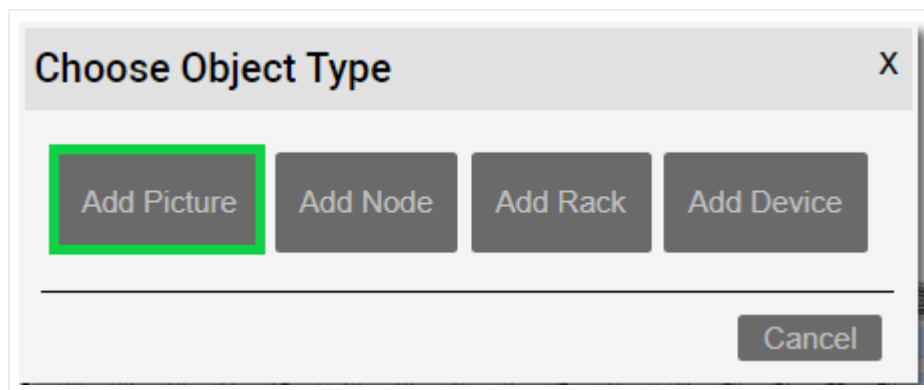 Choose Object Type X
Add Picture Add Node Add Rack Add Device
Cancel